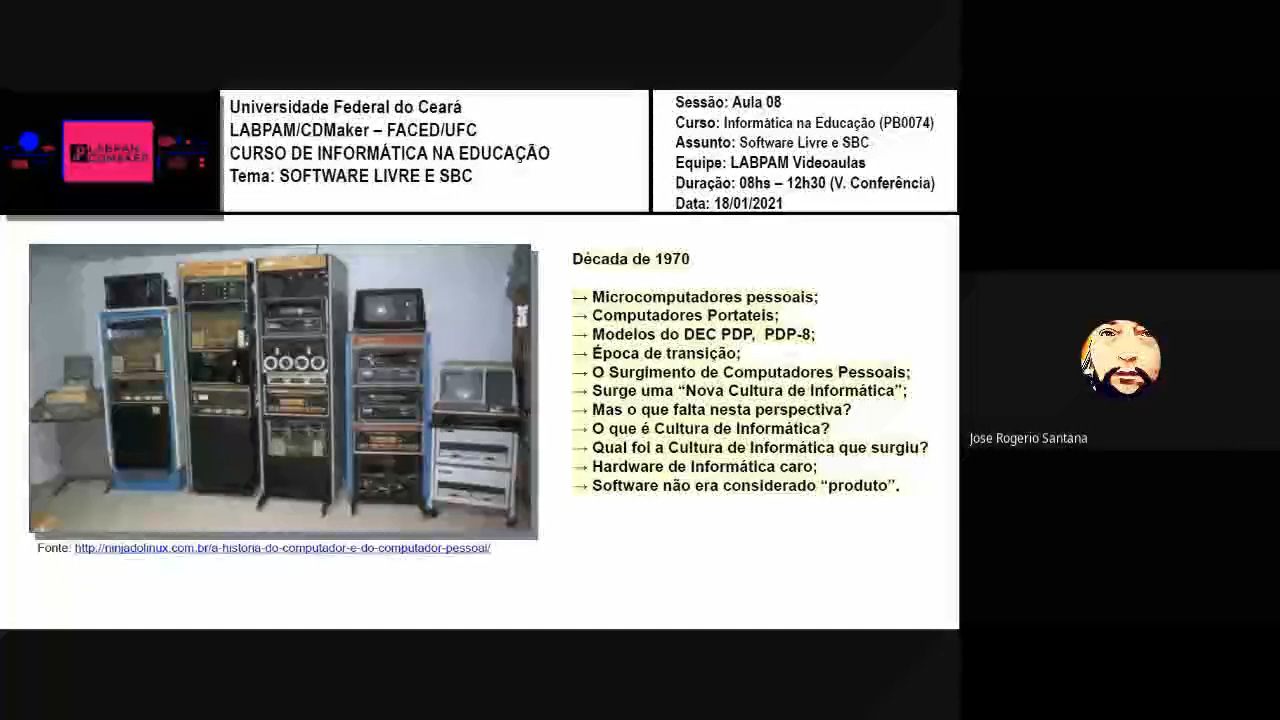 LABPAN
CDMAKER
Universidade Federal do Ceará
LABPAM/CDMaker – FACED/UFC
CURSO DE INFORMÁTICA NA EDUCAÇÃO
Tema: SOFTWARE LIVRE E SBC
Sessão: Aula 08
Curso: Informática na Educação (PB0074)
Assunto: Software Livre e SBC
Equipe: LABPAM Videoaulas
Duração: 08hs – 12h30 (V. Conferência)
Data: 18/01/2021
Década de 1970
→ Microcomputadores pessoais;
→ Computadores Portateis;
→ Modelos do DEC PDP, PDP-8;
→ Época de transição;
→ O Surgimento de Computadores Pessoais;
→ Surge uma “Nova Cultura de Informática”;
→ Mas o que falta nesta perspectiva?
→ O que é Cultura de Informática?
→ Qual foi a Cultura de Informática que surgiu?
→ Hardware de Informática caro;
→ Software não era considerado “produto”.
Fonte: http://ninjadolinux.com.br/a-historia-do-computador-e-do-computador-pessoal/
Jose Rogerio Santana